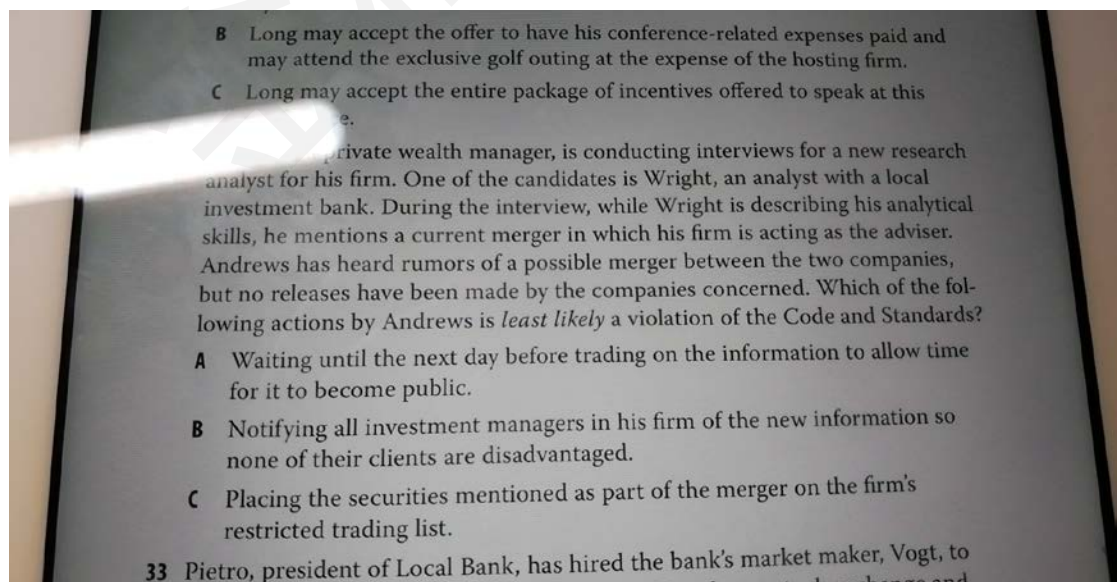 B Long may accept the offer to have his conference-related expenses paid and
may attend the exclusive golf outing at the expense of the hosting firm.
C Long may accept the entire package of incentives offered to speak at this
e.
rivate wealth manager, is conducting interviews for a new research
analyst for his firm. One of the candidates is Wright, an analyst with a local
investment bank. During the interview, while Wright is describing his analytical
skills, he mentions a current merger in which his firm is acting as the adviser.
Andrews has heard rumors of a possible merger between the two companies,
but no releases have been made by the companies concerned. Which of the fol-
lowing actions by Andrews is least likely a violation of the Code and Standards?
A Waiting until the next day before trading on the information to allow time
for it to become public.
B Notifying all investment managers in his firm of the new information so
none of their clients are disadvantaged.
C Placing the securities mentioned as part of the merger on the firm's
restricted trading list.
33 Pietro, president of Local Bank, has hired the bank's market maker, Vogt, to